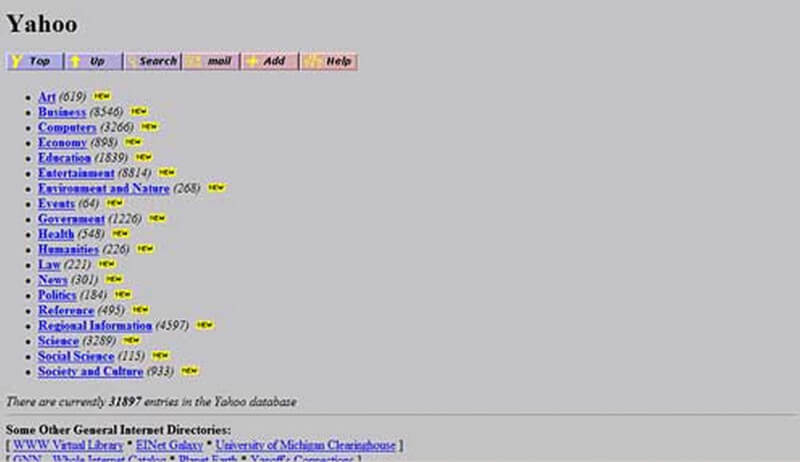 Yahoo
Top Up Search mail Add Help
Art (619) NEW
Business (8546) NEW
Computers (3266) NEW
Economy (898) NEW
Education (1839) NEW
Entertainment (8814) NEW
Environment and Nature (268) NEW
Events (64) NEW
Government (1226) NEW
Health (548) NEW
Humanities (226) NEW
Law (221) NEW
News (301) NEW
Politics (184) NEW
Reference (495) NEW
Regional Information (4597) NEW
Science (3289) NEW
Social Science (115) NEW
Society and Culture (933) NEW
There are currently 31897 entries in the Yahoo database
Some Other General Internet Directories:
[ WWW Virtual Library * EINet Galaxy * University of Michigan Clearinghouse ]
[ GNN - Whole Internet Catalog * Planet Earth * Yanoff's Connections ]